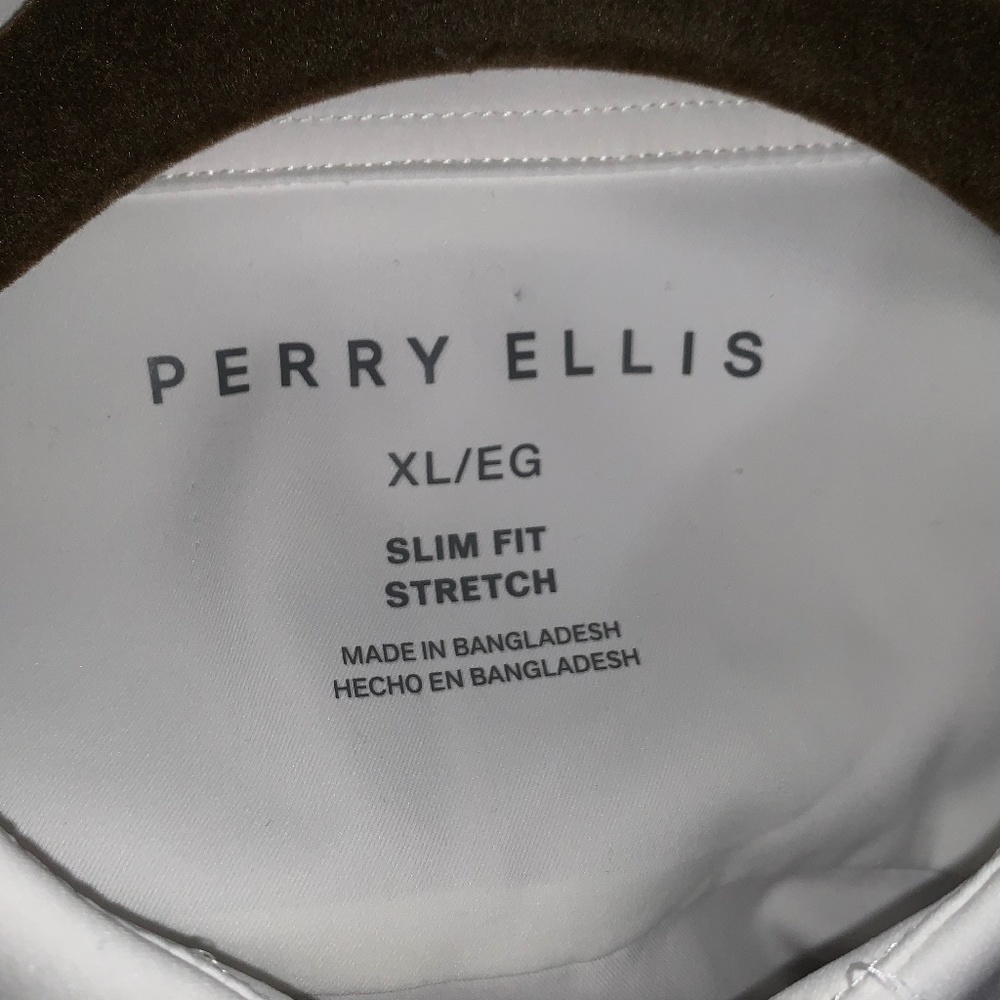 PERRY ELLIS
XL/EG
SLIM FIT
STRETCH
MADE IN BANGLADESH
HECHO EN BANGLADESH